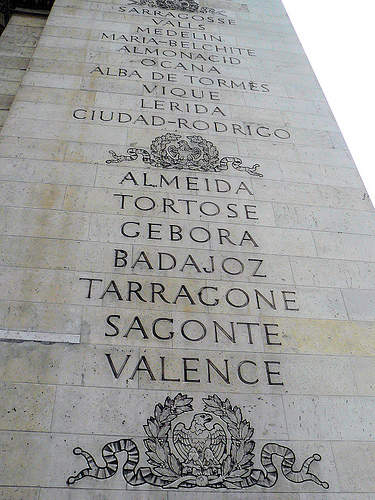 SARRAGOSSE
VALLS
MEDELIN
MARIA-BELCHITE
ALMONACID
OCANA
ALBA DE TORMES
VIQUE
LERIDA
CIUDAD-RODRIGO
ALMEIDA
TORTOSE
GEBORA
BADAJOZ
TARRAGONE
SAGONTE
VALENCE